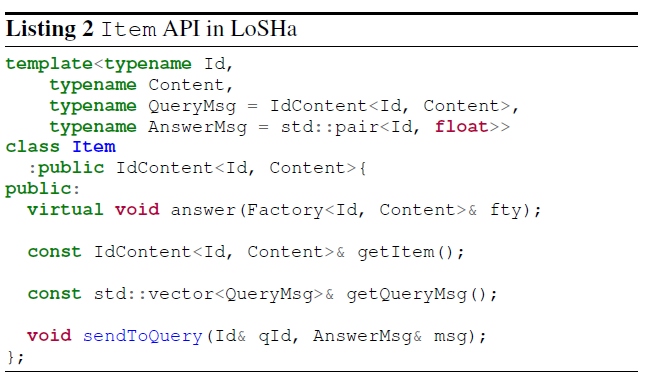 Listing 2 Item API in LoSHa
template<typename Id,
    typename Content,
    typename QueryMsg = IdContent<Id, Content>,
    typename AnswerMsg = std::pair<Id, float>>
class Item
  :public IdContent<Id, Content>{
public:
  virtual void answer(Factory<Id, Content>& fty);
  const IdContent<Id, Content>& getItem();
  const std::vector<QueryMsg>& getQueryMsg();
  void sendToQuery(Id& qId, AnswerMsg& msg);
};